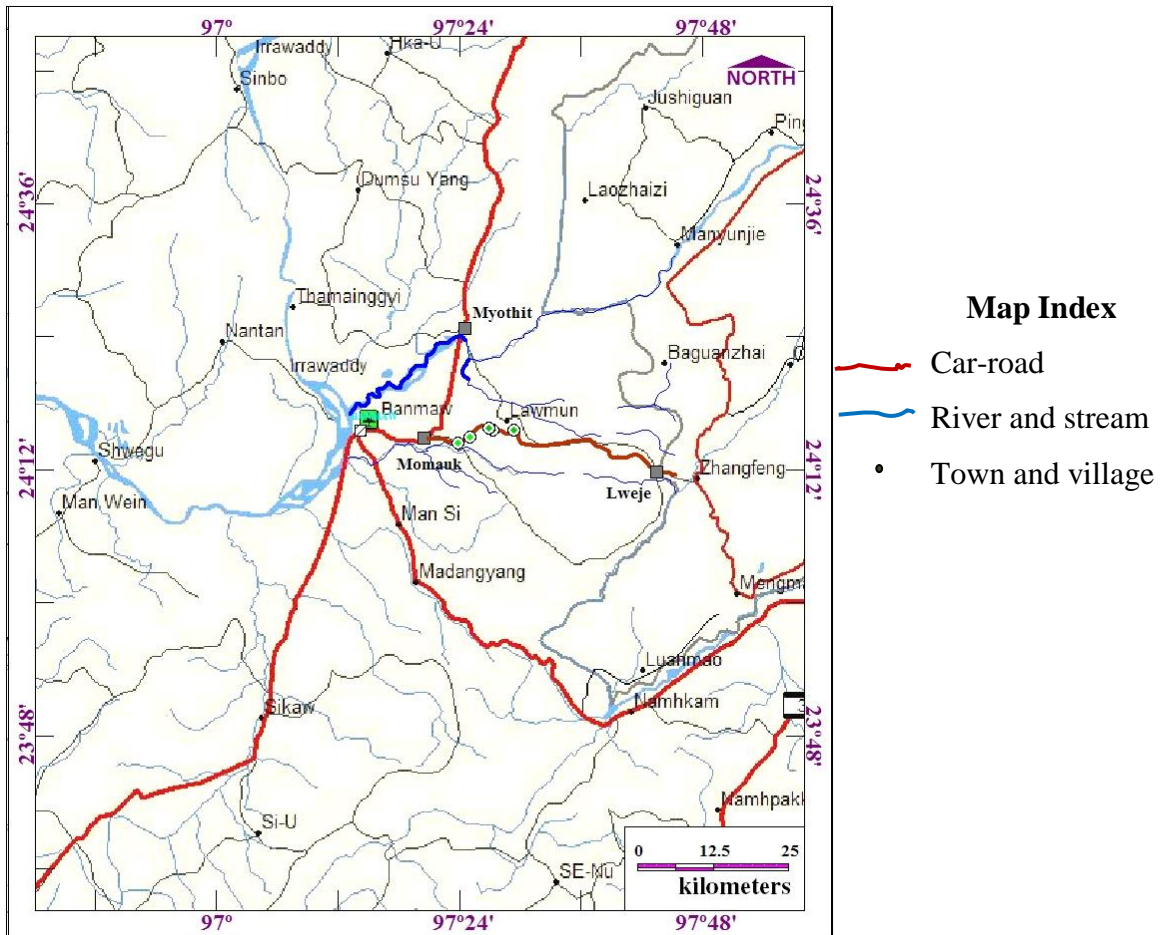 97º 97º24' 97º48'
Irrawaddy
Hka-U
Sinbo
NORTH
Jushiguan
24º36'
Dumsu Yang
Laozhaizi
24º36'
Manyunjie
Thamainggyi
Myothit
Nantan
Baguanzhai
Irrawaddy
Banmaw
Lawmun
Momauk
Shwegu
24º12'
Zhangfeng
24º12'
Lweje
Man Wein
Man Si
Madangyang
Luanmao
Namhkam
Sikaw
23º48'
23º48'
Si-U
0 12.5 25
kilometers
SE-Nu
97º 97º24' 97º48'
Map Index
Car-road
River and stream
Town and village